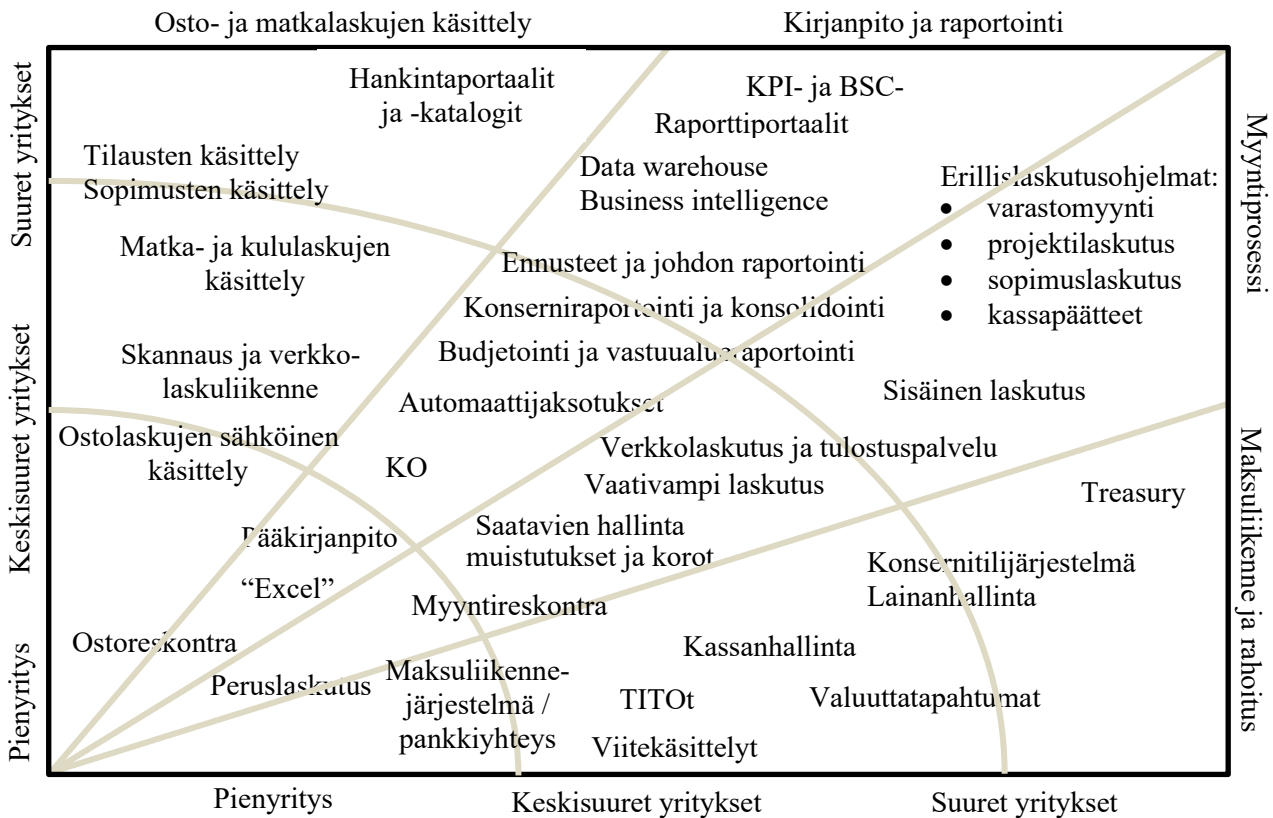 Osto- ja matkalaskujen käsittely
Kirjanpito ja raportointi
Suuret yritykset
Keskisuuret yritykset
Pienyritys
Hankintaportaalit
ja -katalogit
KPI- ja BSC-
Raporttiportaalit
Tilausten käsittely
Sopimusten käsittely
Data warehouse
Business intelligence
Erillislaskutusohjelmat:
• varastomyynti
• projektilaskutus
• sopimuslaskutus
• kassapäätteet
Matka- ja kululaskujen
käsittely
Ennusteet ja johdon raportointi
Konserniraportointi ja konsolidointi
Skannaus ja verkko-
laskuliikenne
Budjetointi ja vastuualueraportointi
Sisäinen laskutus
Automaattijaksotukset
Ostolaskujen sähköinen
käsittely
KO
Verkkolaskutus ja tulostuspalvelu
Vaativampi laskutus
Treasury
Pääkirjanpito
Saatavien hallinta
muistutukset ja korot
“Excel”
Konsernitilijärjestelmä
Lainanhallinta
Myyntireskontra
Ostoreskontra
Kassanhallinta
Peruslaskutus
Maksuliikenne-
järjestelmä /
pankkiyhteys
TITOt
Valuuttatapahtumat
Viitekäsittelyt
Myyntiprosessi
Maksuliikenne ja rahoitus
Pienyritys
Keskisuuret yritykset
Suuret yritykset